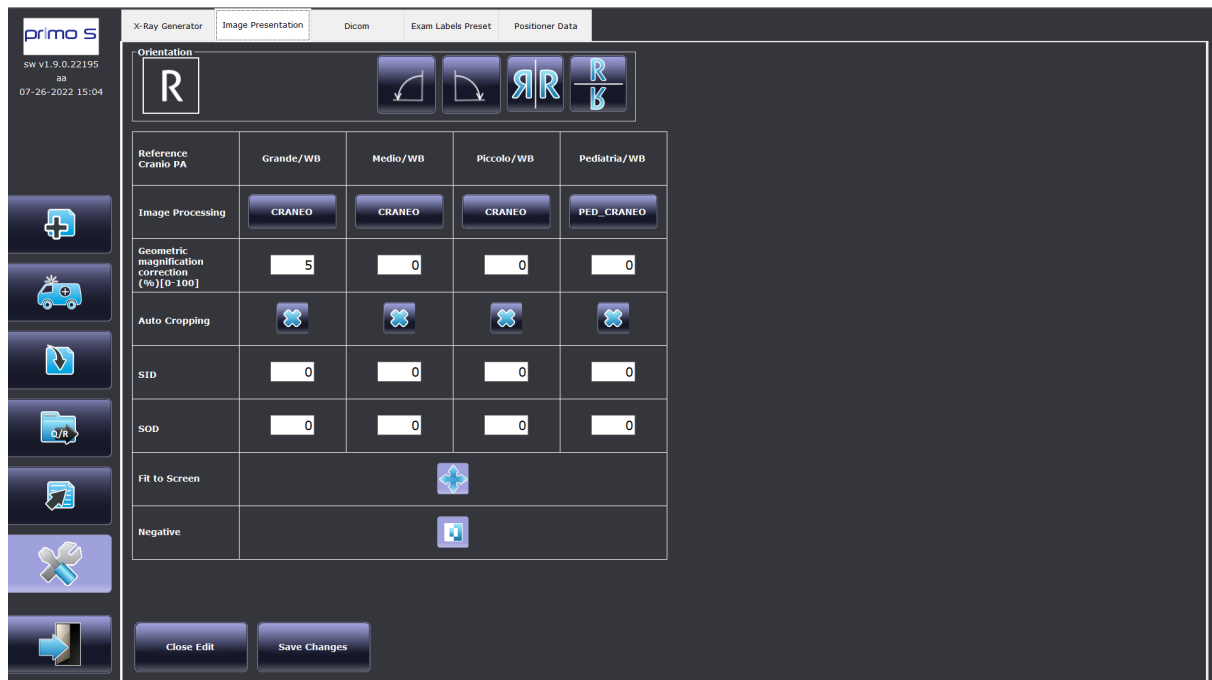 primo S
sw v1.9.0.22195
aa
07-26-2022 15:04
X-Ray Generator
Image Presentation
Dicom
Exam Labels Preset
Positioner Data
Orientation
R
R R
R
R
Reference
Cranio PA
Grande/WB
Medio/WB
Piccolo/WB
Pediatria/WB
Image Processing
CRANEO
CRANEO
CRANEO
PED_CRANEO
Geometric
magnification
correction
(%)[0-100]
5
0
0
0
Auto Cropping
SID
0
0
0
0
Q/R
SOD
0
0
0
0
Fit to Screen
Negative
Close Edit
Save Changes